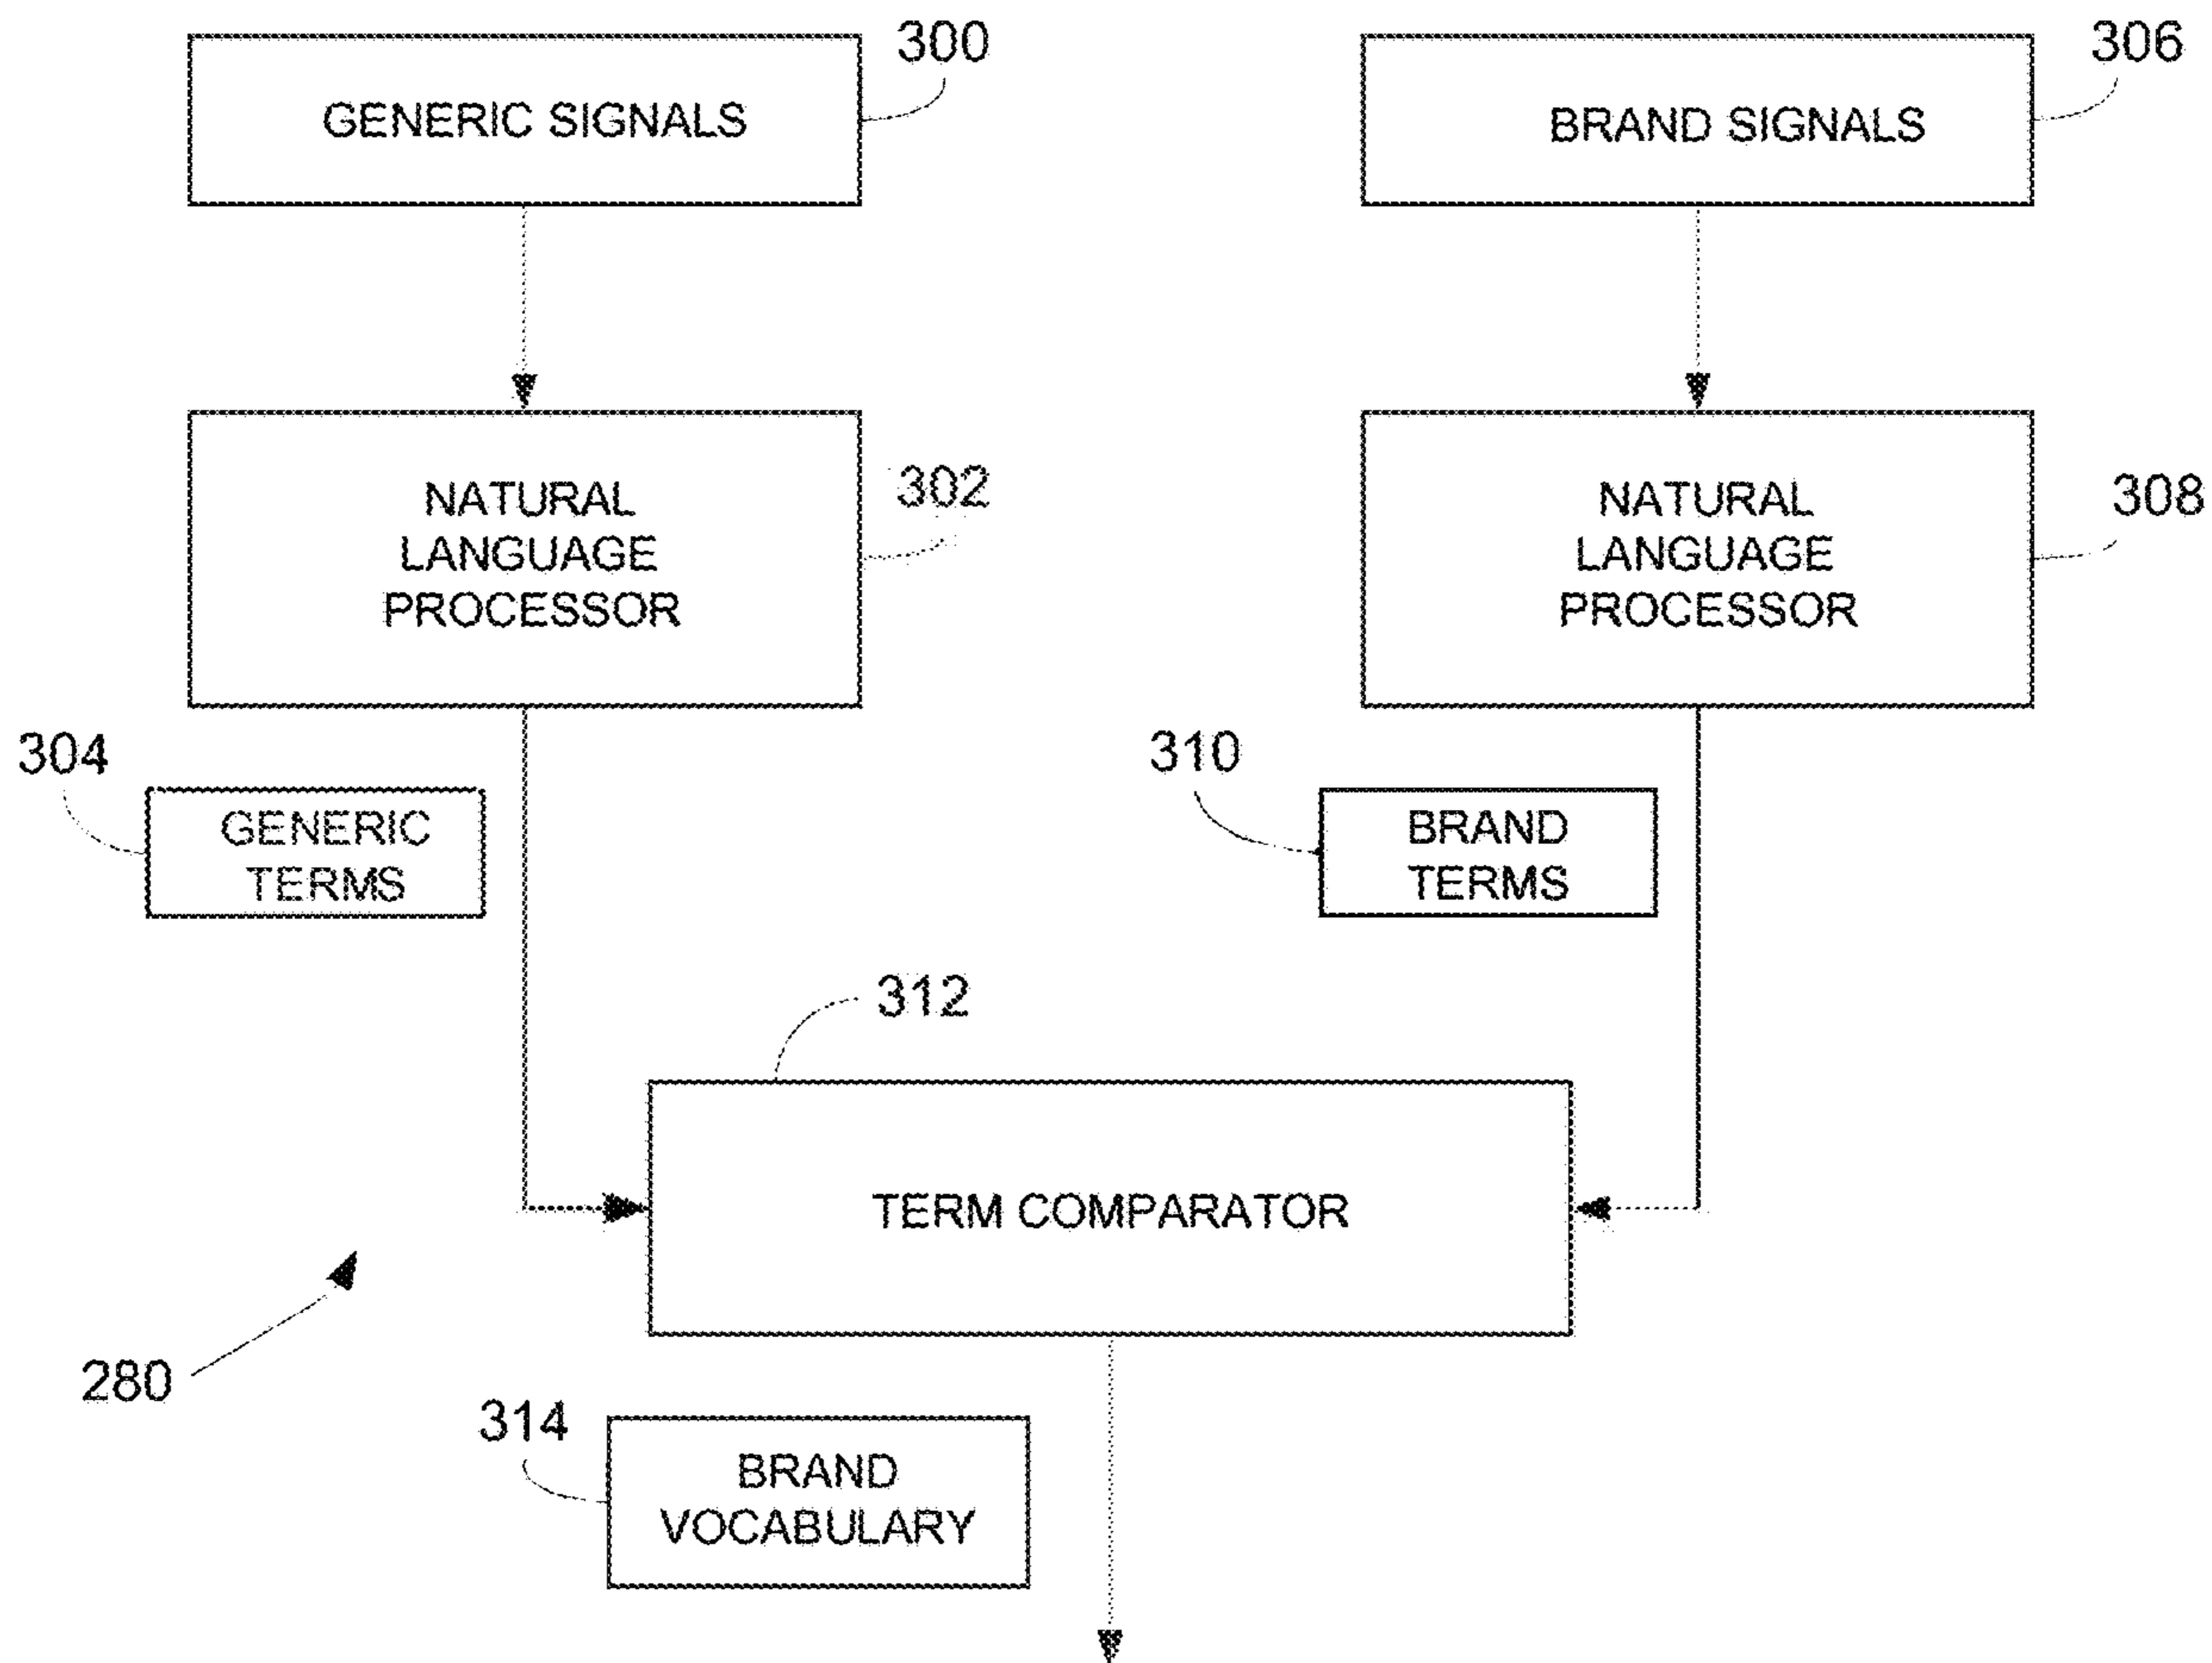 300
GENERIC SIGNALS
306
BRAND SIGNALS
302
NATURAL
LANGUAGE
PROCESSOR
308
NATURAL
LANGUAGE
PROCESSOR
304
GENERIC
TERMS
310
BRAND
TERMS
312
TERM COMPARATOR
280
314
BRAND
VOCABULARY